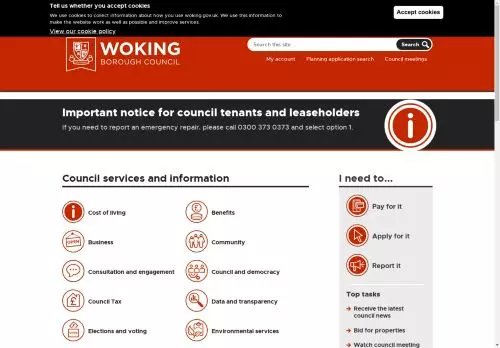 Tell us whether you accept cookies
We use cookies to collect information about how you use woking.gov.uk. We use this information to
make the website work as well as possible and improve services.
View our cookie policy
Accept cookies
WOKING
BOROUGH COUNCIL
Search this site ...
Search
My account
Planning application search
Council meetings
Important notice for council tenants and leaseholders
If you need to report an emergency repair, please call 0300 373 0373 and select option 1.
Council services and information
Cost of living
Benefits
Business
Community
Consultation and engagement
Council and democracy
Council Tax
Data and transparency
Elections and voting
Environmental services
I need to...
Pay for it
Apply for it
Report it
Top tasks
Receive the latest
council news
Bid for properties
Watch council meeting